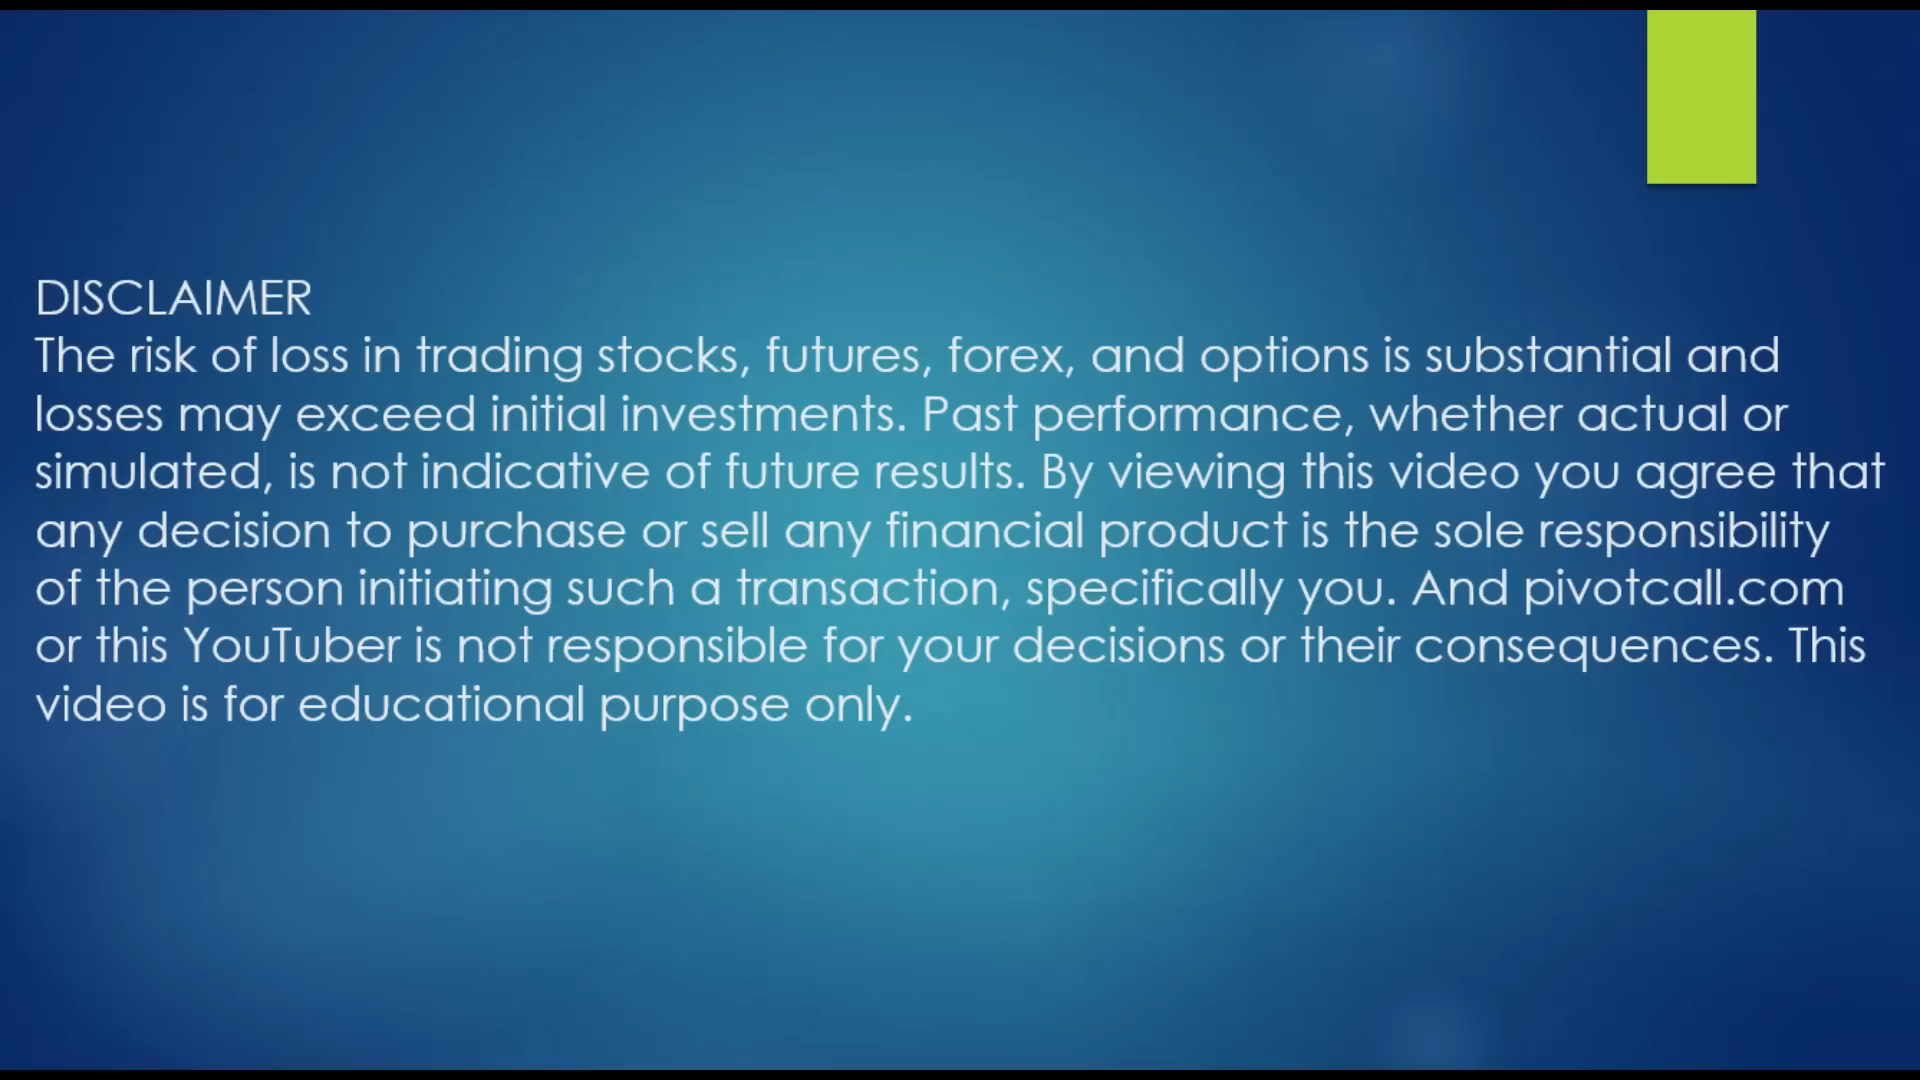 DISCLAIMER
The risk of loss in trading stocks, futures, forex, and options is substantial and
losses may exceed initial investments. Past performance, whether actual or
simulated, is not indicative of future results. By viewing this video you agree that
any decision to purchase or sell any financial product is the sole responsibility
of the person initiating such a transaction, specifically you. And pivotcall.com
or this YouTuber is not responsible for your decisions or their consequences. This
video is for educational purpose only.